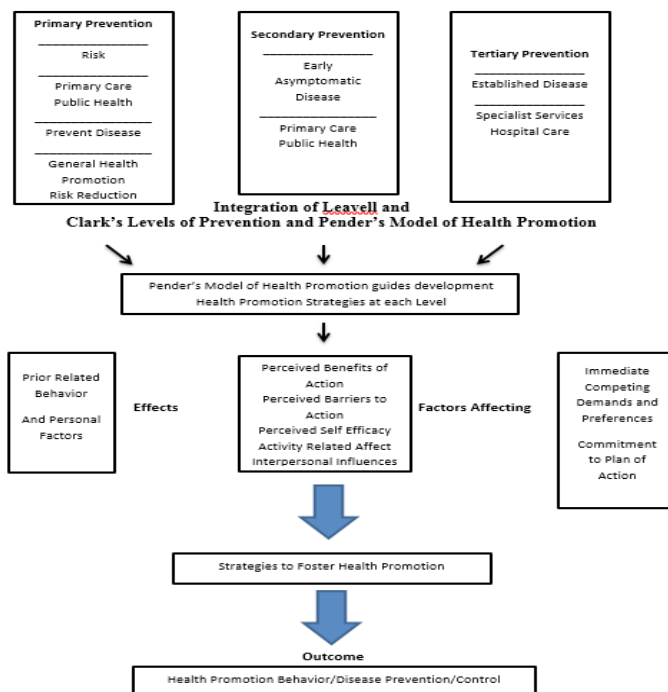 Primary Prevention
Risk
Primary Care
Public Health
Prevent Disease
General Health
Promotion
Risk Reduction
Secondary Prevention
Early
Asymptomatic
Disease
Primary Care
Public Health
Tertiary Prevention
Established Disease
Specialist Services
Hospital Care
Integration of Leavell and
Clark's Levels of Prevention and Pender's Model of Health Promotion
Pender's Model of Health Promotion guides development
Health Promotion Strategies at each Level
Prior Related
Behavior
And Personal
Factors
Effects
Perceived Benefits of
Action
Perceived Barriers to
Action
Perceived Self Efficacy
Activity Related Affect
Interpersonal Influences
Factors Affecting
Immediate
Competing
Demands and
Preferences
Commitment
to Plan of
Action
Strategies to Foster Health Promotion
Outcome
Health Promotion Behavior/Disease Prevention/Control